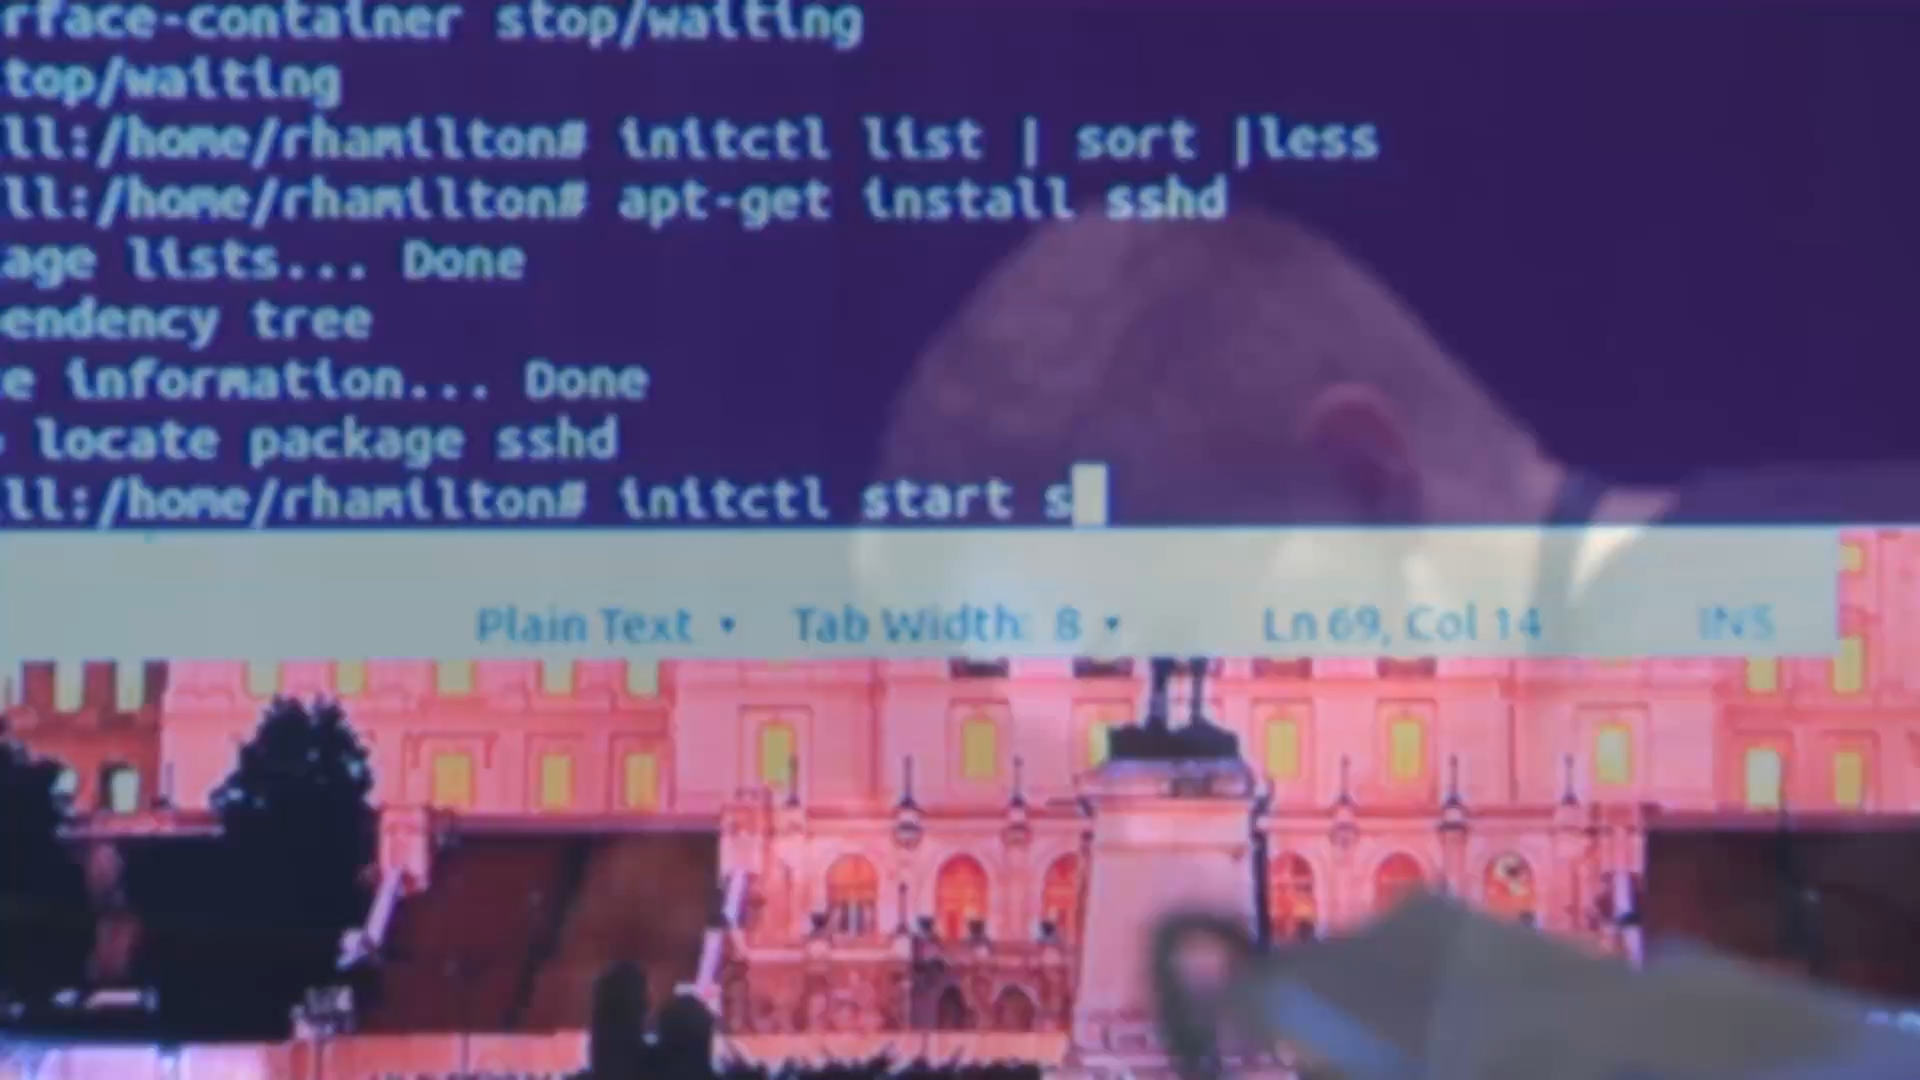 rface-container stop/waiting
top/waiting
ll:/home/rhamilton# initctl list | sort |less
ll:/home/rhamilton# apt-get install sshd
age lists... Done
endency tree
e information... Done
locate package sshd
ll:/home/rhamilton# initctl start s
Plain Text ▾ Tab Width: 8 ▾ Ln 69, Col 14 INS